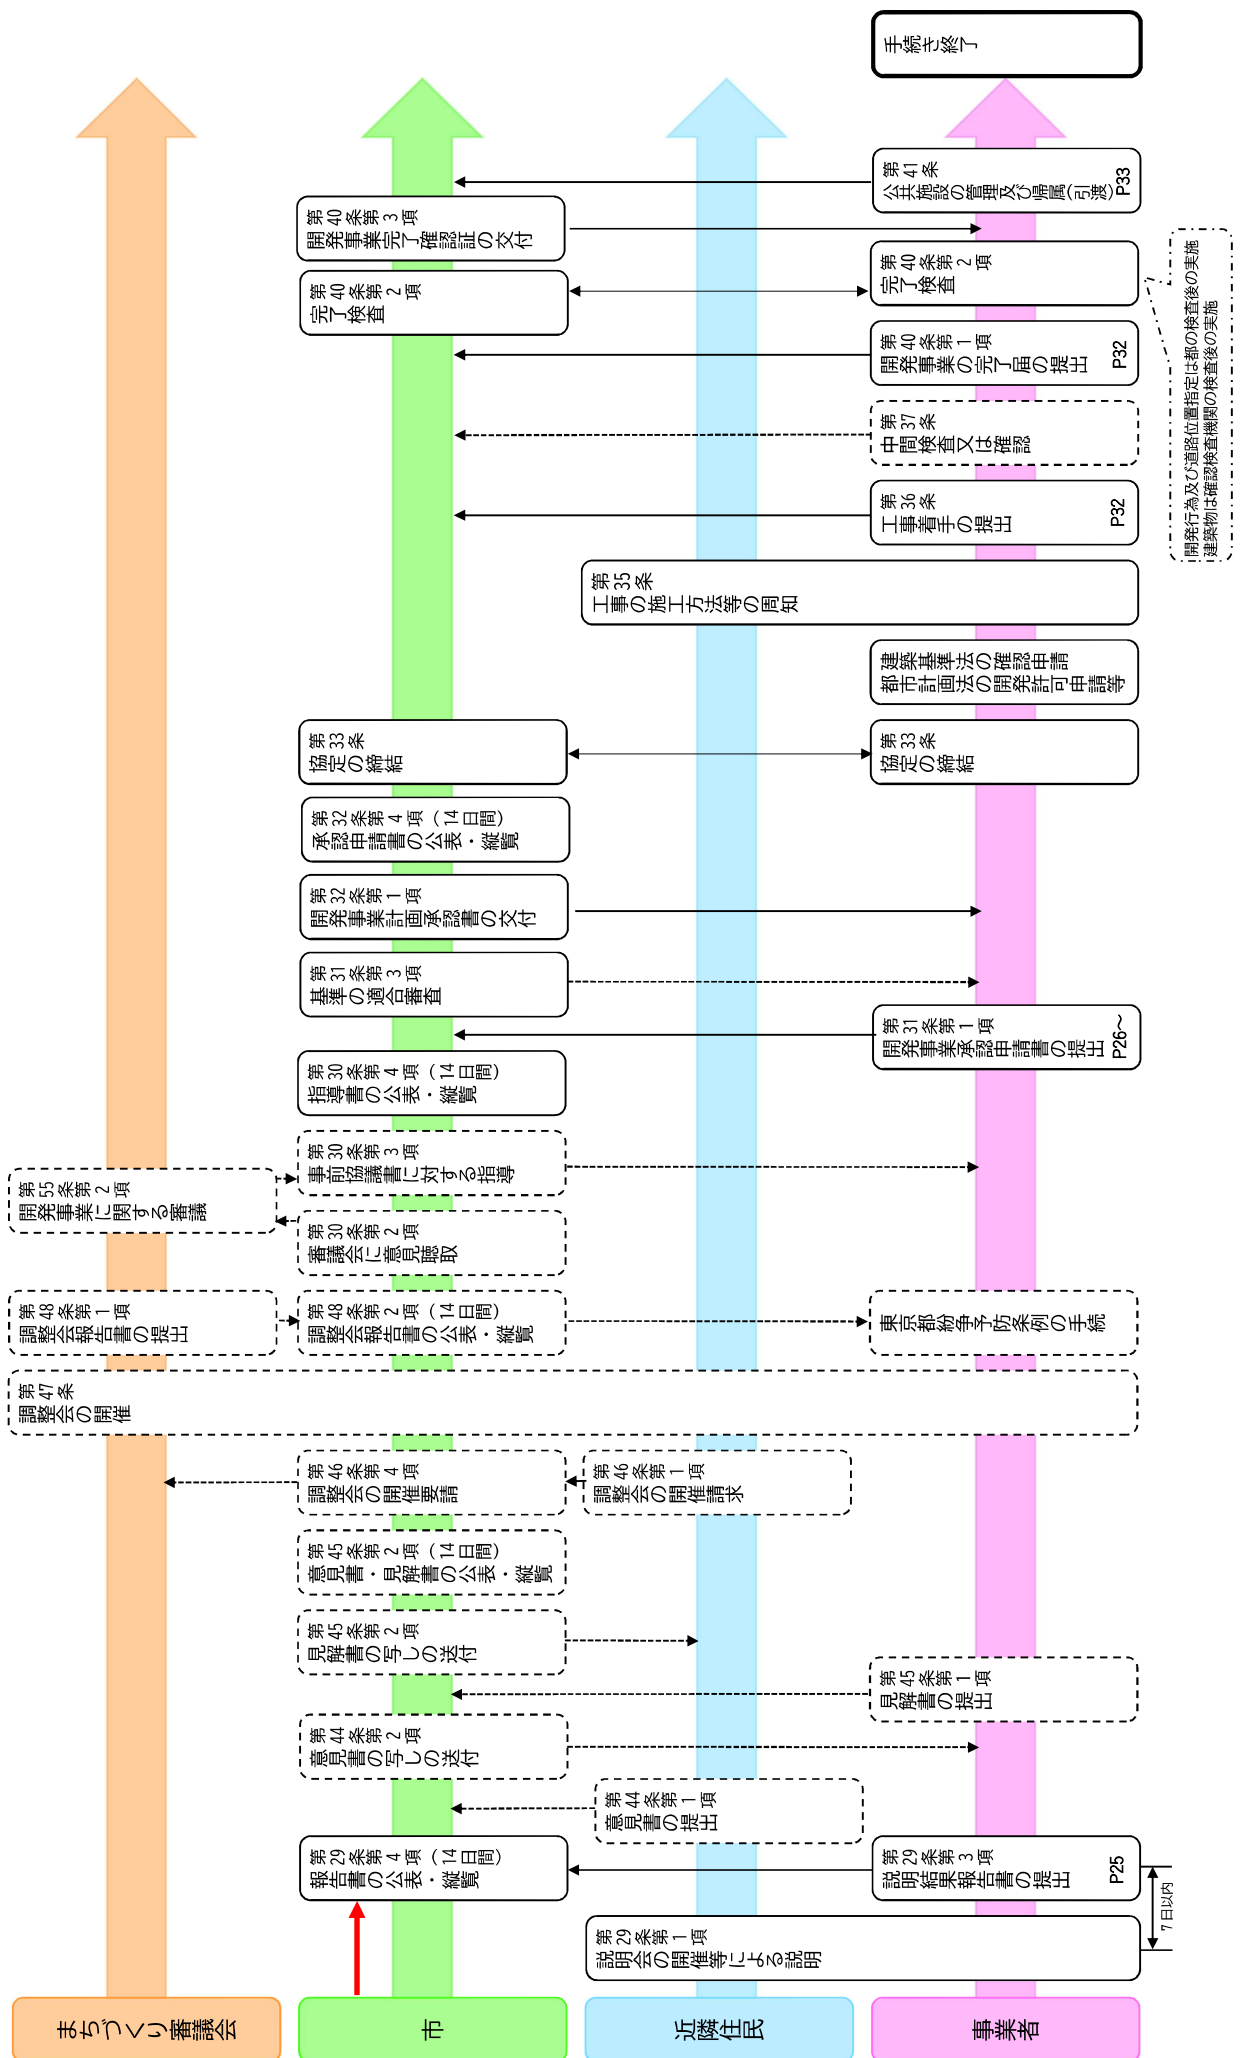 まちづくり審議会
市
近隣住民
事業者
第29条第1項
説明会の開催等による説明
7日以内
第29条第3項
説明結果報告書の提出
P25
第29条第4項(14日間)
報告書の公表・縦覧
第44条第1項
意見書の提出
第44条第2項
意見書の写しの送付
第45条第1項
見解書の提出
第45条第2項
見解書の写しの送付
第45条第2項(14日間)
意見書・見解書の公表・縦覧
第46条第1項
調整会の開催請求
第46条第4項
調整会の開催要請
第47条
調整会の開催
第48条第1項
調整会報告書の提出
第48条第2項(14日間)
調整会報告書の公表・縦覧
東京都紛争予防条例の手続
第30条第2項
審議会に意見聴取
第55条第2項
開発事業に関する審議
第30条第3項
事前協議書に対する指導
第30条第4項(14日間)
指導書の公表・縦覧
第31条第1項
開発事業承認申請書の提出
P26～
第31条第3項
基準の適合審査
第32条第1項
開発事業計画承認書の交付
第32条第4項(14日間)
承認申請書の公表・縦覧
第33条
協定の締結
第33条
協定の締結
建築基準法の確認申請
都市計画法の開発許可申請等
第35条
工事の施工方法等の周知
第36条
工事着手の提出
P32
第37条
中間検査又は確認
第40条第1項
開発事業の完了届の提出
P32
第40条第2項
完了検査
第40条第2項
完了検査
開発行為及び道路位置指定は都の検査後の実施
建築物は確認検査機関の検査後の実施
第40条第3項
開発事業完了確認証の交付
第41条
公共施設の管理及び帰属(引渡)
P33
手続き終了